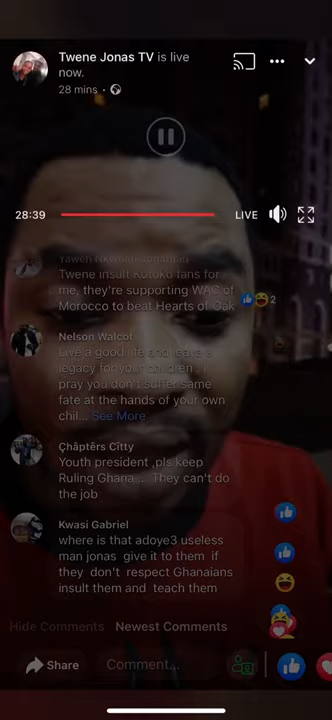 Twene Jonas TV is live
now.
28 mins
28:39
LIVE
Twene insult Kotoko fans for
me, they're supporting WAC of
Morocco to beat Hearts of Oak
2
Nelson Walcot
Live a good life and leave a
legacy for your children , i
pray you don't suffer same
fate at the hands of your own
chil... See More
Çhâptêrs Cîtty
Youth president ,pls keep
Ruling Ghana... They can't do
the job
Kwasi Gabriel
where is that adoye3 useless
man jonas give it to them if
they don't respect Ghanaians
insult them and teach them
Hide Comments Newest Comments
Share Comment...